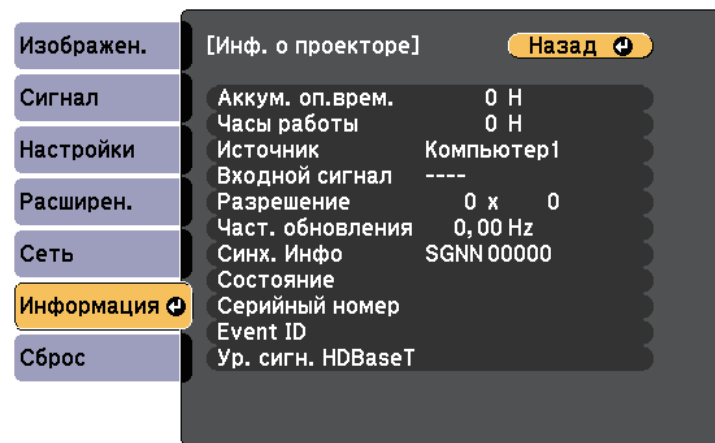 Изображен.
Сигнал
Настройки
Расширен.
Сеть
Информация
Сброс
[Инф. о проекторе] Назад
Аккум. оп.врем. 0 H
Часы работы 0 H
Источник Компьютер1
Входной сигнал ----
Разрешение 0 x 0
Част. обновления 0,00 Hz
Синх. Инфо SGNN00000
Состояние
Серийный номер
Event ID
Ур. сигн. HDBaseT